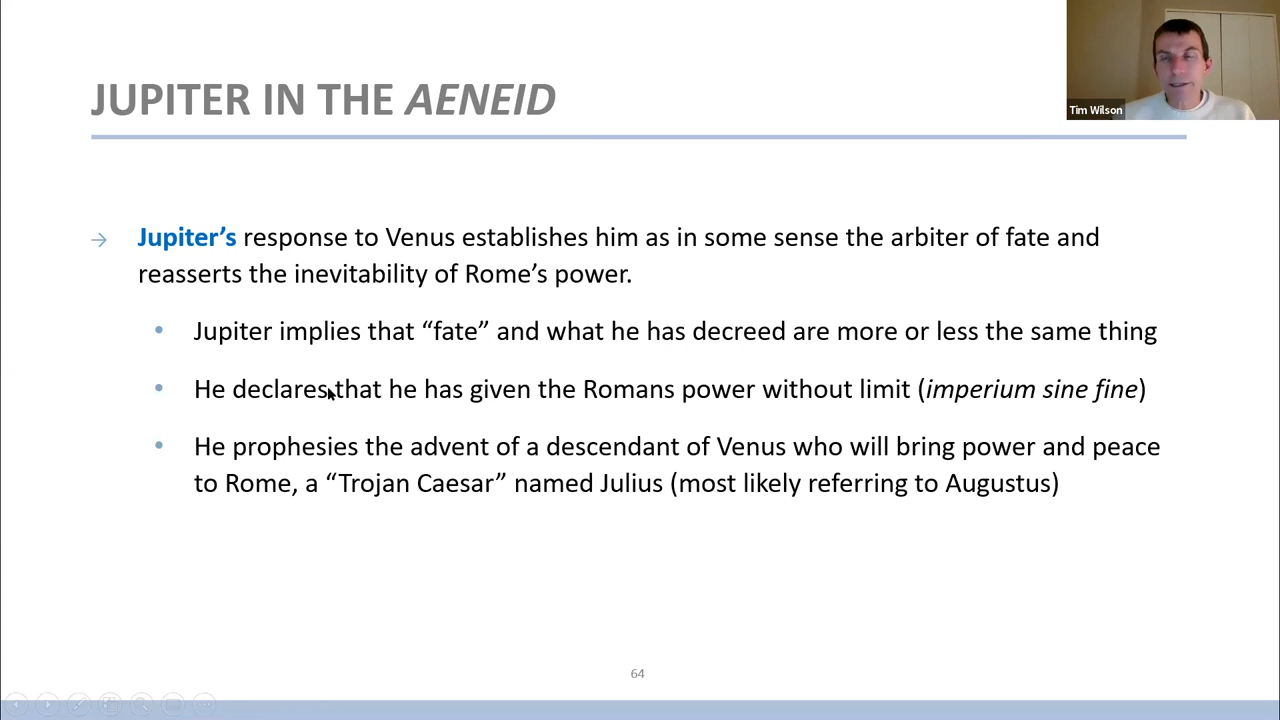 JUPITER IN THE AENEID
Tim Wilson
Jupiter’s response to Venus establishes him as in some sense the arbiter of fate and
reasserts the inevitability of Rome’s power.
Jupiter implies that “fate” and what he has decreed are more or less the same thing
He declares that he has given the Romans power without limit (imperium sine fine)
He prophesies the advent of a descendant of Venus who will bring power and peace
to Rome, a “Trojan Caesar” named Julius (most likely referring to Augustus)
64